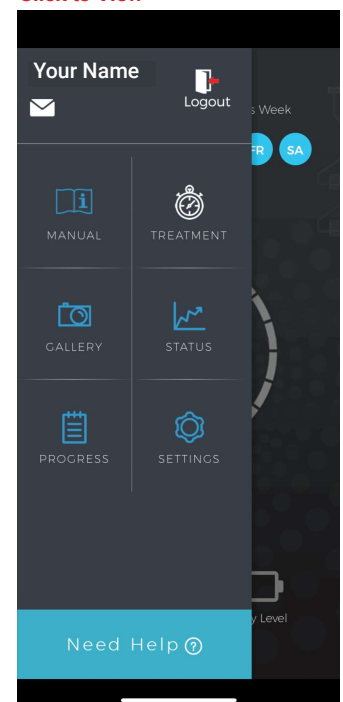 Click to View
Your Name
Logout
s Week
FR SA
MANUAL TREATMENT
GALLERY STATUS
PROGRESS SETTINGS
y Level
Need Help ?